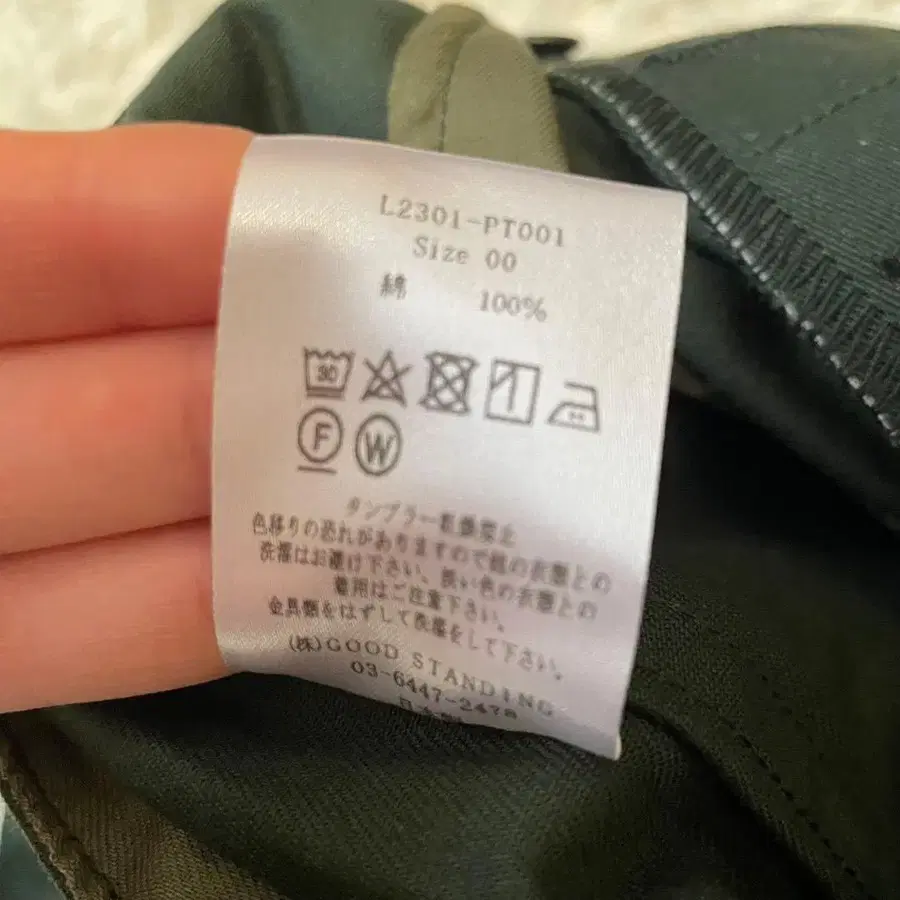 L2301-PT001
Size 00
綿 100%
30
F W
タンブラー乾燥禁止
色移りの恐れがありますので他の衣類との
洗濯はお避け下さい。淡い色の衣類との
着用はご注意下さい。
金具類をはずして洗濯をして下さい。
(株)GOOD STANDING
03-6447-2478
日本製